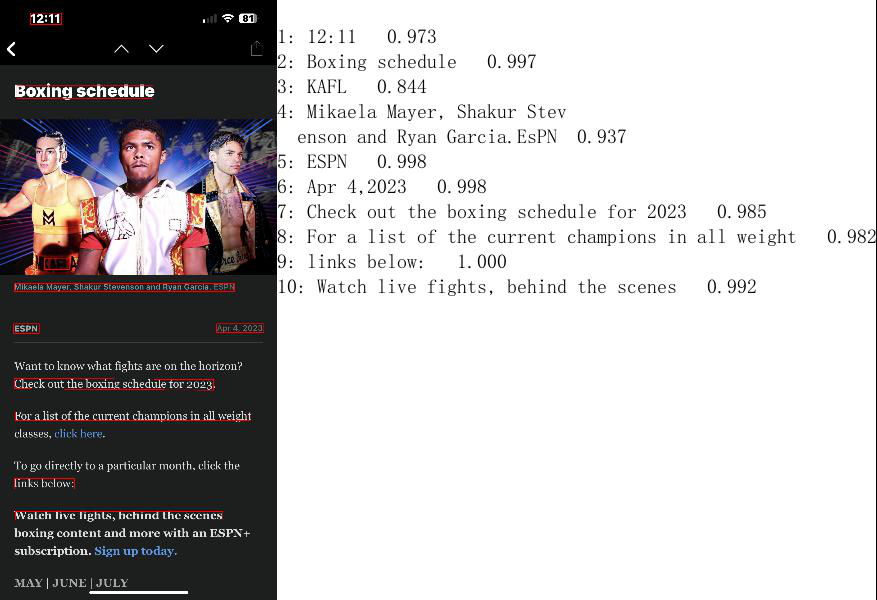 12:11
81
Boxing schedule
Mikaela Mayer, Shakur Stevenson and Ryan Garcia. ESPN
ESPN
Apr 4, 2023
Want to know what fights are on the horizon?
Check out the boxing schedule for 2023.
For a list of the current champions in all weight
classes, click here.
To go directly to a particular month, click the
links below:
Watch live fights, behind the scenes
boxing content and more with an ESPN+
subscription. Sign up today.
MAY | JUNE | JULY
1: 12:11 0.973
2: Boxing schedule 0.997
3: KAFL 0.844
4: Mikaela Mayer, Shakur Stev
enson and Ryan Garcia.EsPN 0.937
5: ESPN 0.998
6: Apr 4,2023 0.998
7: Check out the boxing schedule for 2023 0.985
8: For a list of the current champions in all weight 0.982
9: links below: 1.000
10: Watch live fights, behind the scenes 0.992